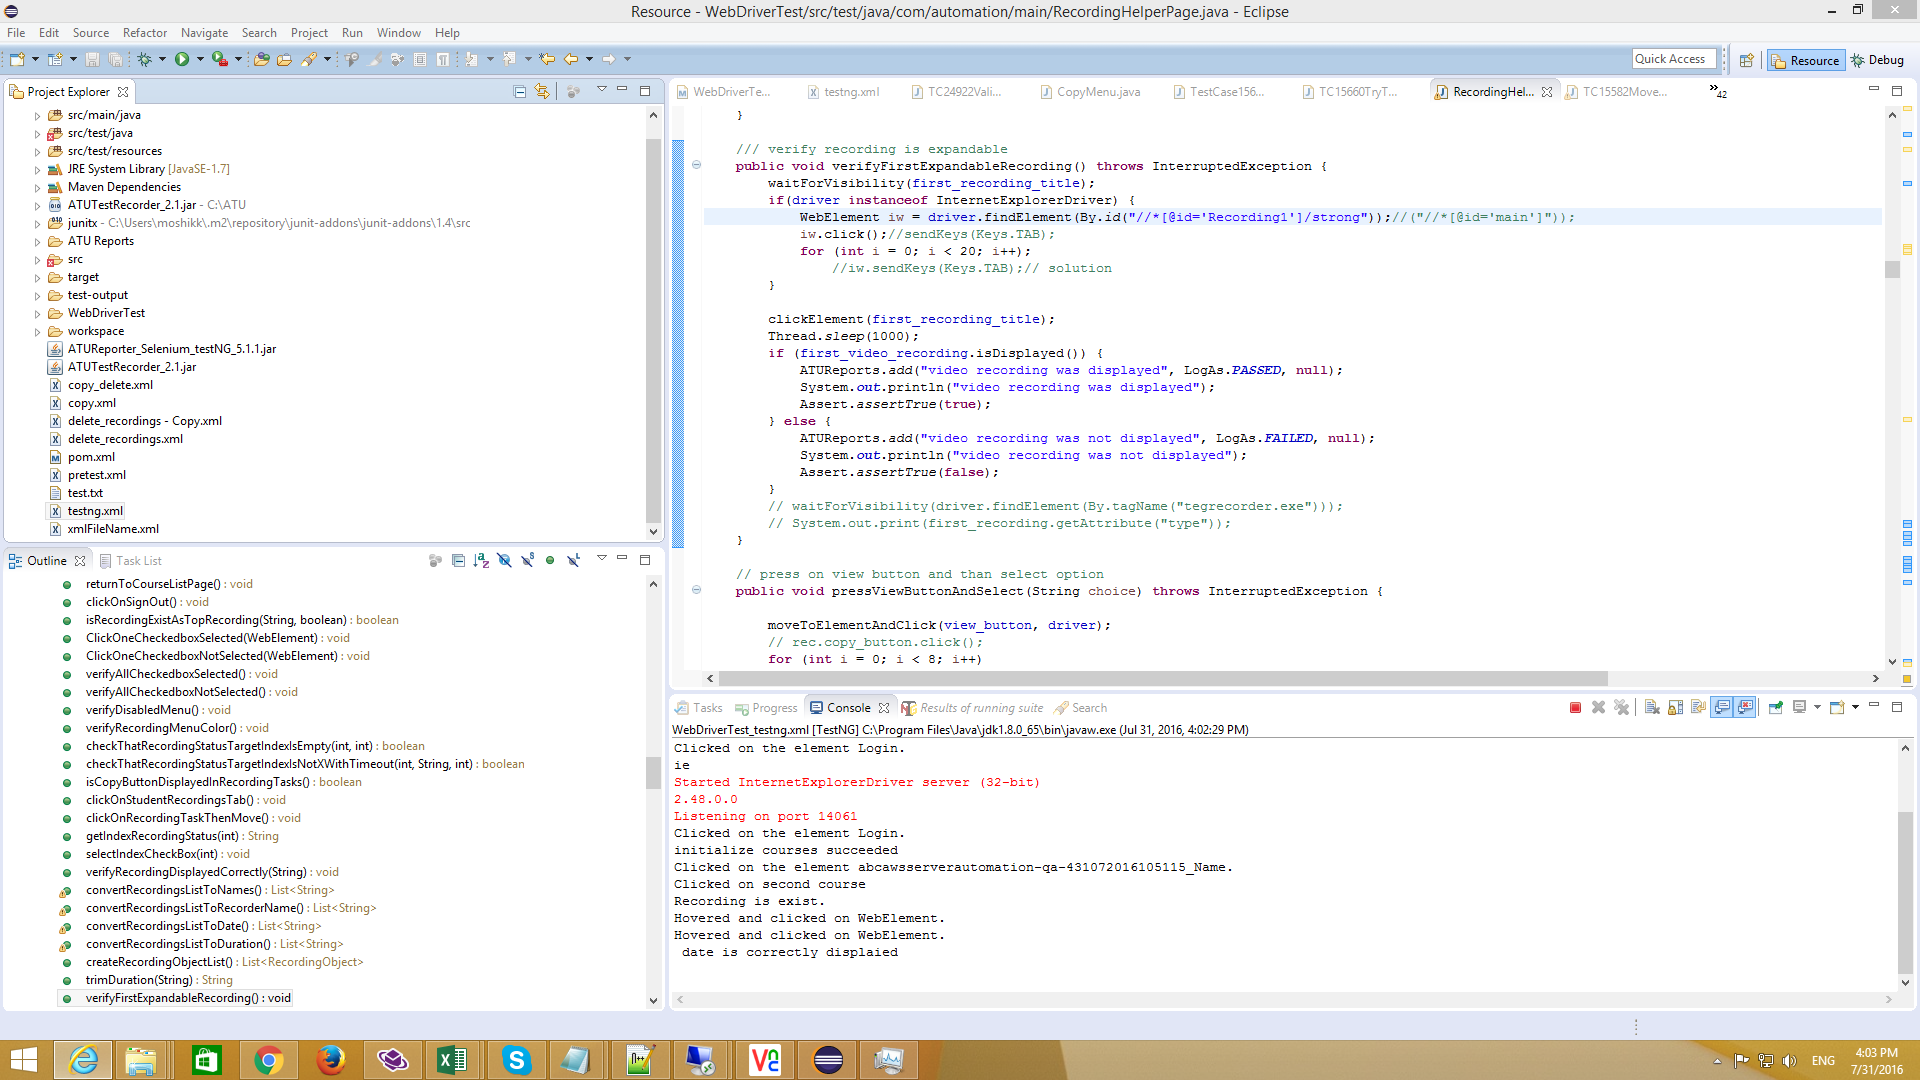 Resource - WebDriverTest/src/test/java/com/automation/main/RecordingHelperPage.java - Eclipse
File Edit Source Refactor Navigate Search Project Run Window Help
Quick Access
Resource
Debug
Project Explorer
src/main/java
src/test/java
src/test/resources
JRE System Library [JavaSE-1.7]
Maven Dependencies
ATUTestRecorder_2.1.jar - C:\ATU
junitx - C:\Users\moshikk\.m2\repository\junit-addons\junit-addons\1.4\src
ATU Reports
src
target
test-output
WebDriverTest
workspace
ATUReporter_Selenium_testNG_5.1.1.jar
ATUTestRecorder_2.1.jar
copy_delete.xml
copy.xml
delete_recordings - Copy.xml
delete_recordings.xml
pom.xml
pretest.xml
test.txt
testng.xml
xmlFileName.xml
Outline
Task List
returnToCourseListPage() : void
clickOnSignOut() : void
isRecordingExistAsTopRecording(String, boolean) : boolean
ClickOneCheckedboxSelected(WebElement) : void
ClickOneCheckedboxNotSelected(WebElement) : void
verifyAllCheckedboxSelected() : void
verifyAllCheckedboxNotSelected() : void
verifyDisabledMenu() : void
verifyRecordingMenuColor() : void
checkThatRecordingStatusTargetIndexIsEmpty(int, int) : boolean
checkThatRecordingStatusTargetIndexIsNotXWithTimeout(int, String, int) : boolean
isCopyButtonDisplayedInRecordingTasks() : boolean
clickOnStudentRecordingsTab() : void
clickOnRecordingTaskThenMove() : void
getIndexRecordingStatus(int) : String
selectIndexCheckBox(int) : void
verifyRecordingDisplayedCorrectly(String) : void
convertRecordingsListToNames() : List<String>
convertRecordingsListToRecorderName() : List<String>
convertRecordingsListToDate() : List<String>
convertRecordingsListToDuration() : List<String>
createRecordingObjectList() : List<RecordingObject>
trimDuration(String) : String
verifyFirstExpandableRecording() : void
WebDriverTe...
testng.xml
TC24922Vali...
CopyMenu.java
TestCase156...
TC15660TryT...
RecordingHel...
TC15582Move...
»42
}
/// verify recording is expandable
public void verifyFirstExpandableRecording() throws InterruptedException {
waitForVisibility(first_recording_title);
if(driver instanceof InternetExplorerDriver) {
WebElement iw = driver.findElement(By.id("//*[@id='Recording1']/strong"));//("//*[@id='main']"));
iw.click();//sendKeys(Keys.TAB);
for (int i = 0; i < 20; i++);
//iw.sendKeys(Keys.TAB);// solution
}
clickElement(first_recording_title);
Thread.sleep(1000);
if (first_video_recording.isDisplayed()) {
ATUReports.add("video recording was displayed", LogAs.PASSED, null);
System.out.println("video recording was displayed");
Assert.assertTrue(true);
} else {
ATUReports.add("video recording was not displayed", LogAs.FAILED, null);
System.out.println("video recording was not displayed");
Assert.assertTrue(false);
}
// waitForVisibility(driver.findElement(By.tagName("tegrecorder.exe")));
// System.out.print(first_recording.getAttribute("type"));
}
// press on view button and than select option
public void pressViewButtonAndSelect(String choice) throws InterruptedException {
moveToElementAndClick(view_button, driver);
// rec.copy_button.click();
for (int i = 0; i < 8; i++)
Tasks
Progress
Console
Results of running suite
Search
WebDriverTest_testng.xml [TestNG] C:\Program Files\Java\jdk1.8.0_65\bin\javaw.exe (Jul 31, 2016, 4:02:29 PM)
Clicked on the element Login.
ie
Started InternetExplorerDriver server (32-bit)
2.48.0.0
Listening on port 14061
Clicked on the element Login.
initialize courses succeeded
Clicked on the element abcawsserverautomation-qa-431072016105115_Name.
Clicked on second course
Recording is exist.
Hovered and clicked on WebElement.
Hovered and clicked on WebElement.
date is correctly displaied
ENG
4:03 PM
7/31/2016